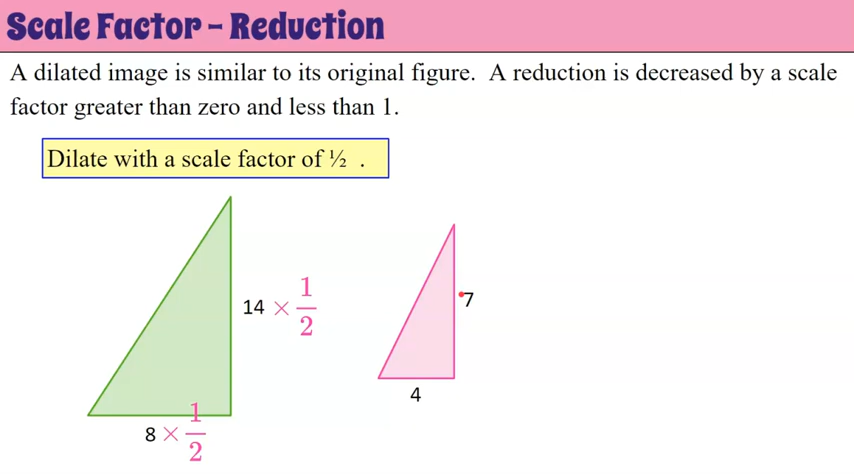 Scale Factor – Reduction
A dilated image is similar to its original figure. A reduction is decreased by a scale
factor greater than zero and less than 1.
Dilate with a scale factor of ½ .
14 × 1/2
7
8 × 1/2
4